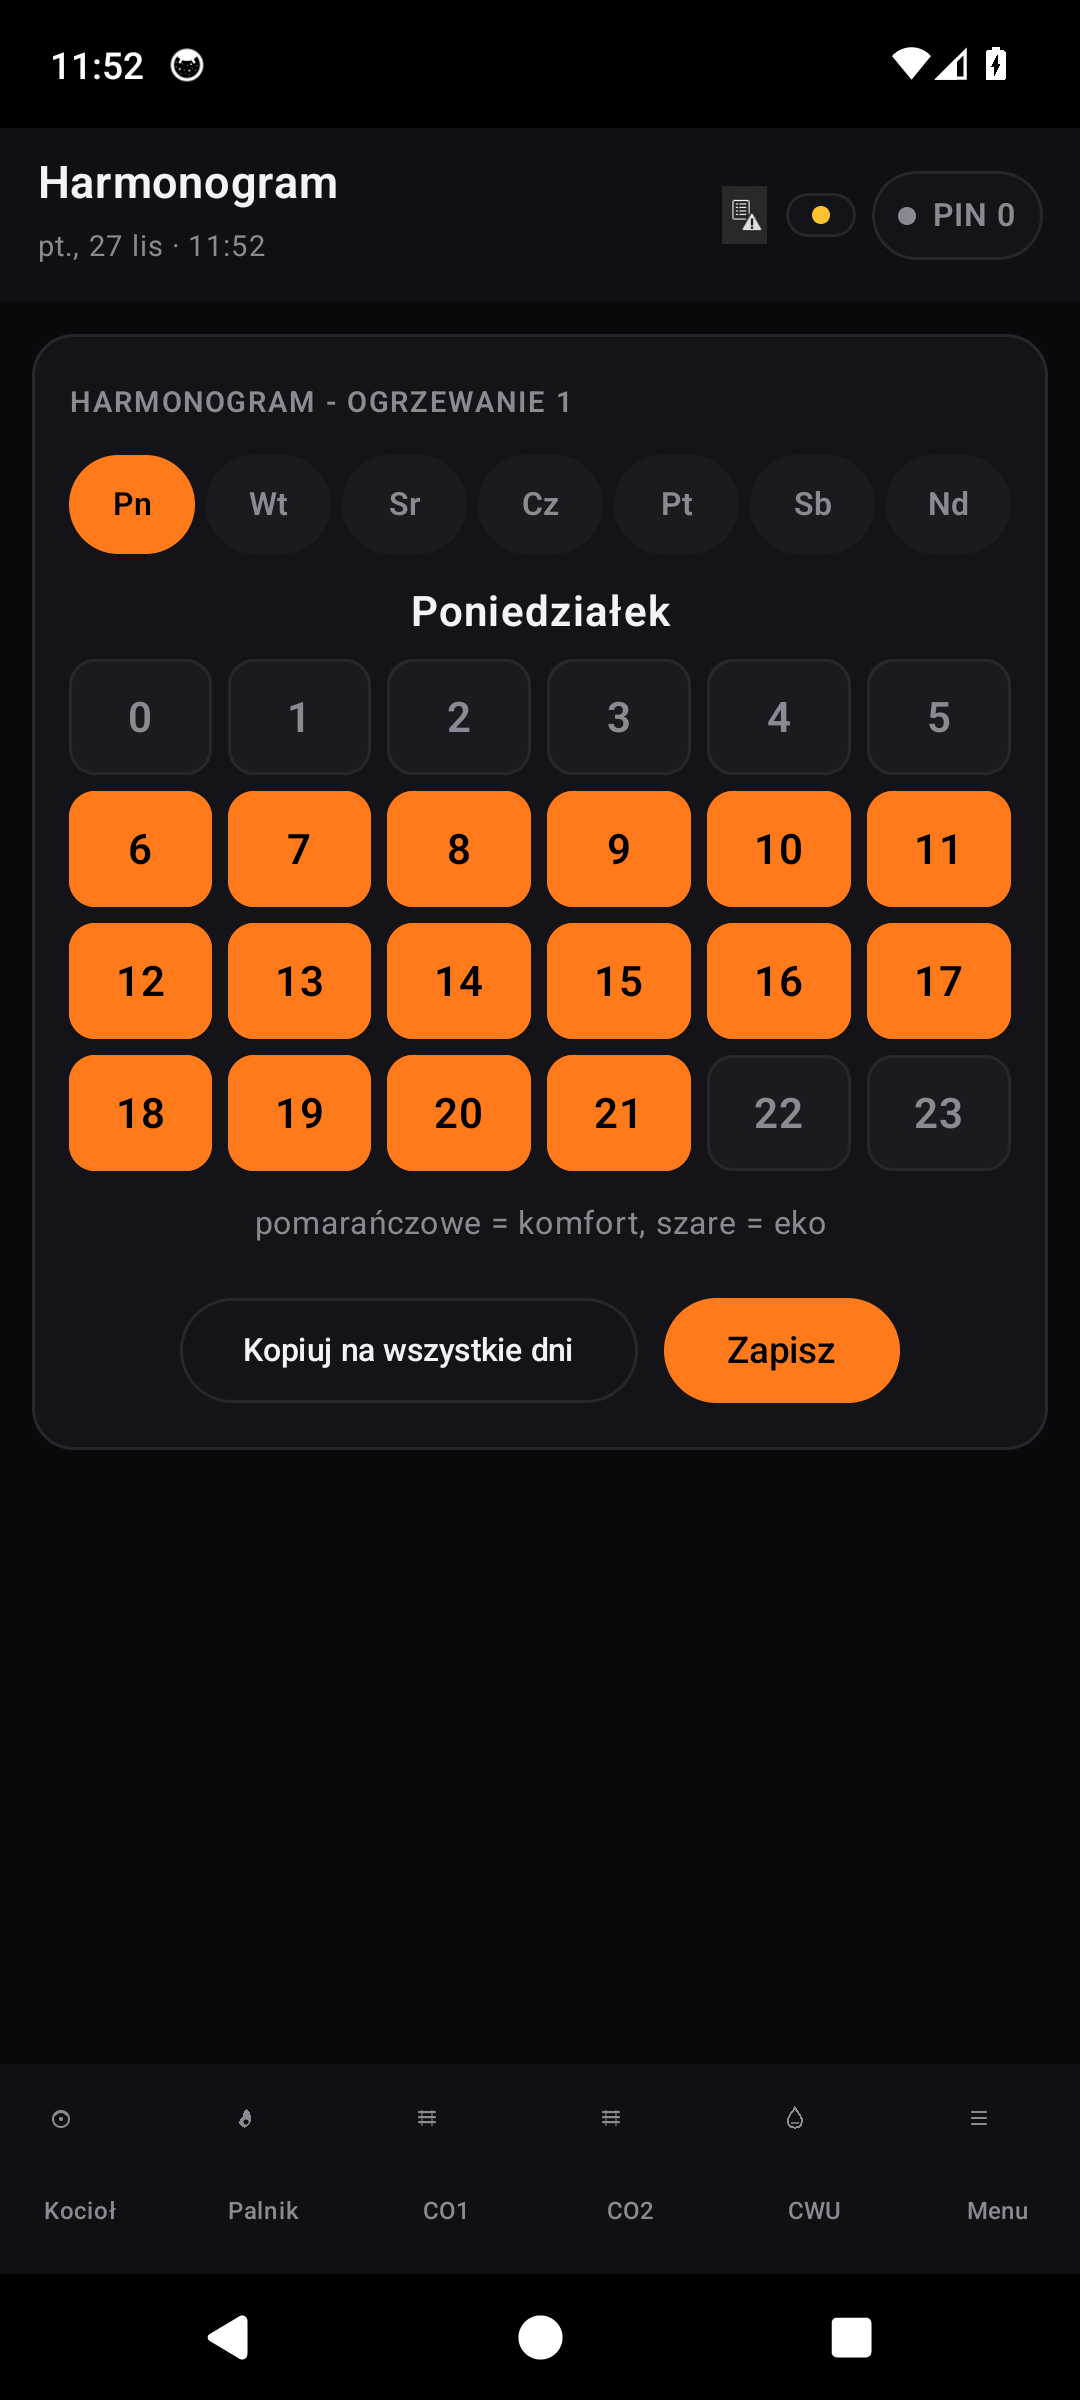 11:52
Harmonogram
pt., 27 lis · 11:52
PIN 0
HARMONOGRAM - OGRZEWANIE 1
Pn Wt Sr Cz Pt Sb Nd
Poniedziałek
0 1 2 3 4 5
6 7 8 9 10 11
12 13 14 15 16 17
18 19 20 21 22 23
pomarańczowe = komfort, szare = eko
Kopiuj na wszystkie dni Zapisz
Kocioł Palnik CO1 CO2 CWU Menu